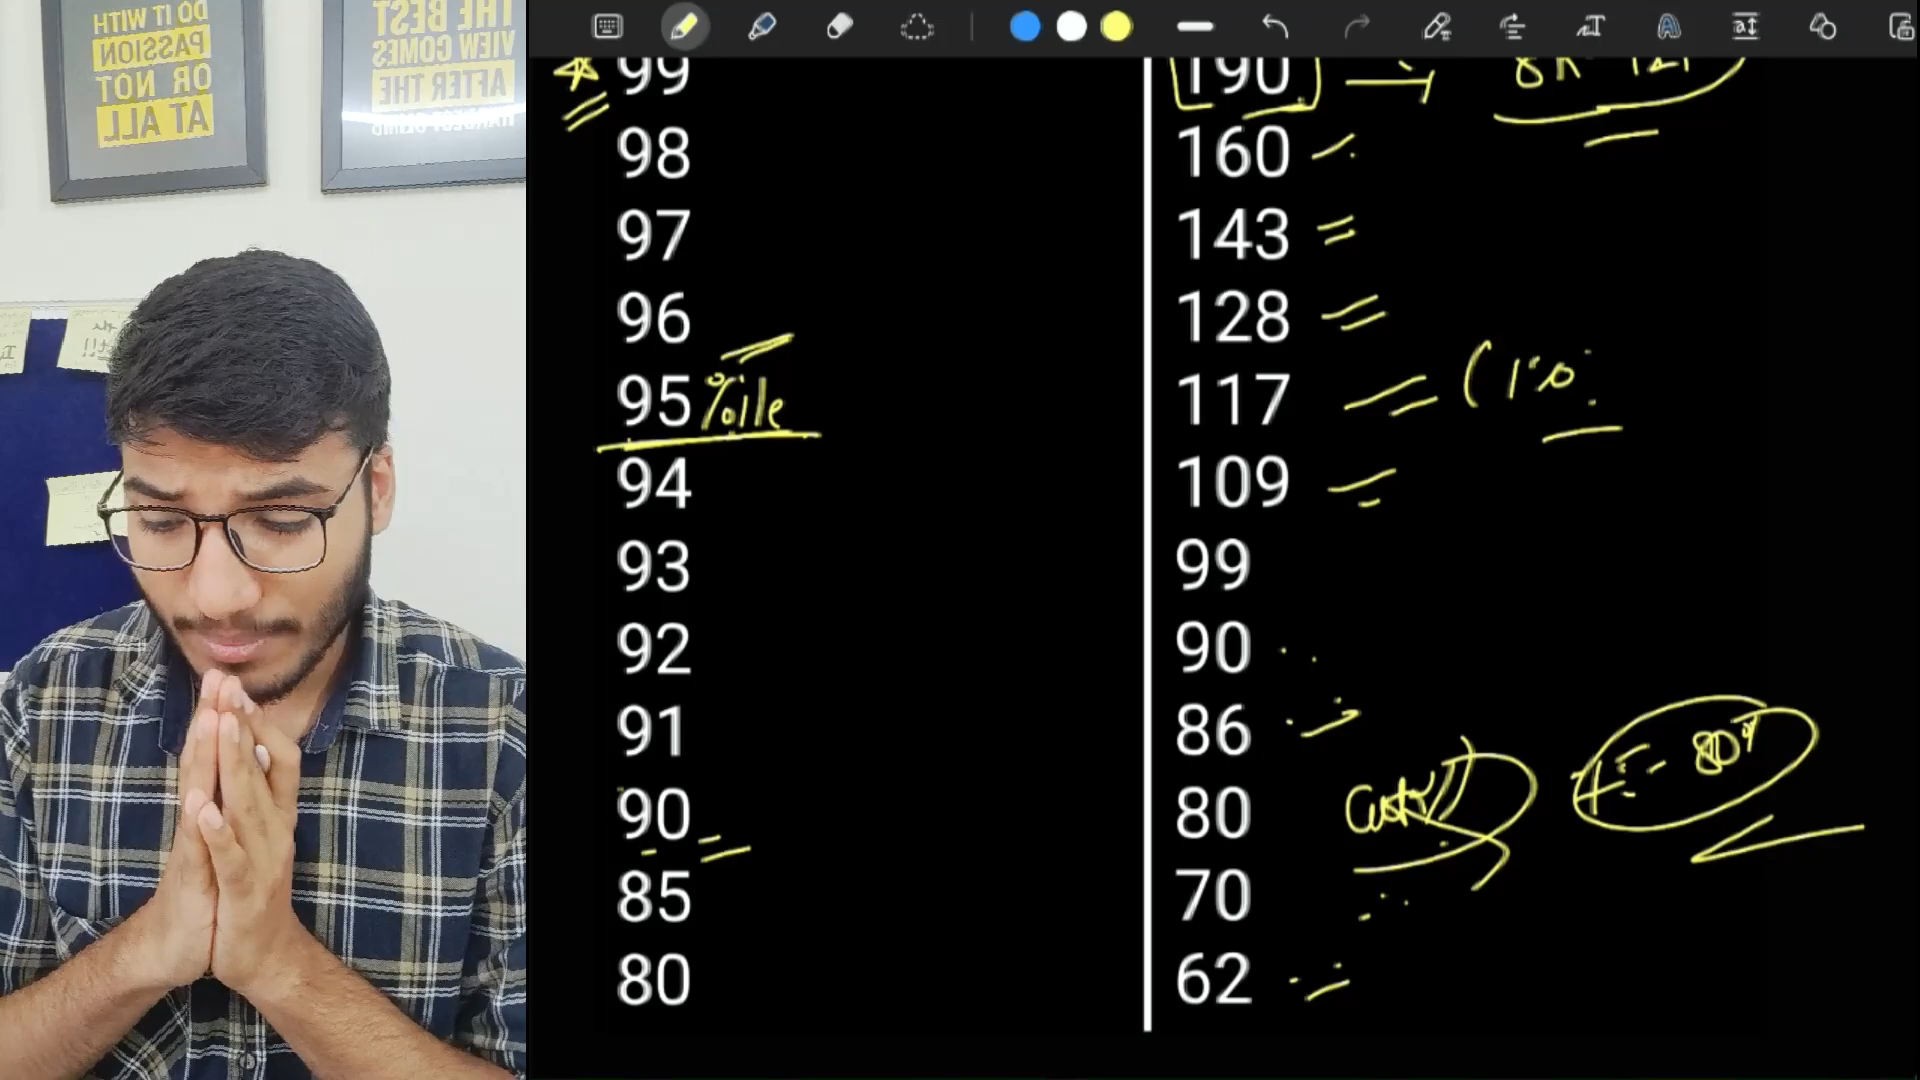 DO IT WITH
PASSION
OR NOT
AT ALL
THE BEST
VIEW COMES
AFTER THE
HARDEST CLIMB
99 190
98 160
97 143
96 128
95 %ile 117
94 109
93 99
92 90
91 86
90 80
85 70
80 62